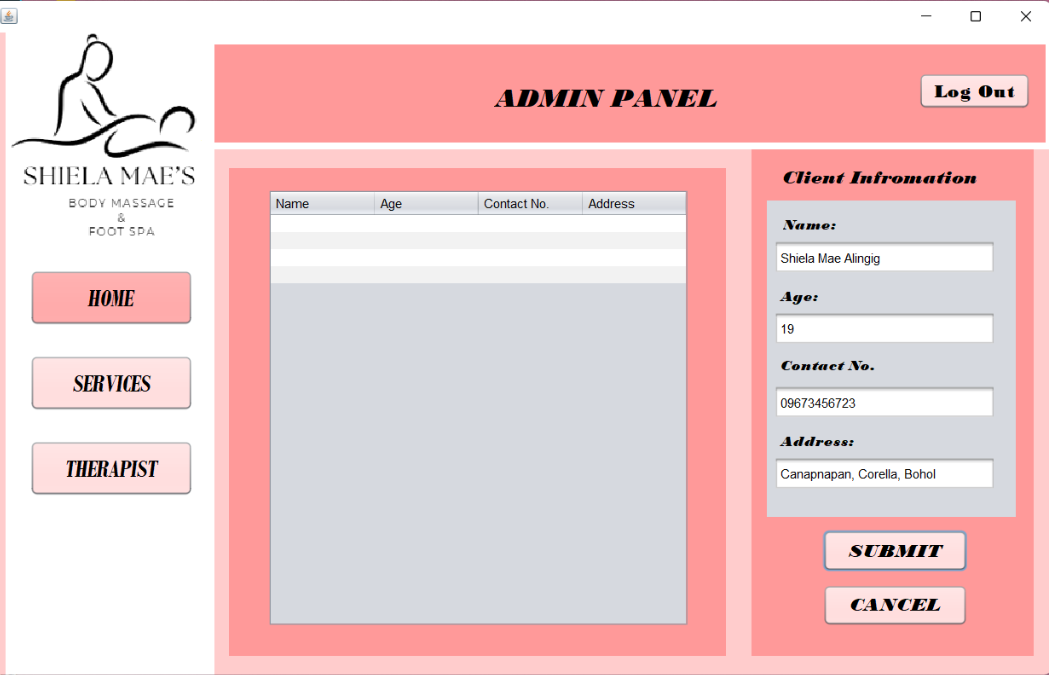 SHIELA MAE'S
BODY MASSAGE
&
FOOT SPA
HOME
SERVICES
THERAPIST
ADMIN PANEL
Log Out
Name Age Contact No. Address
Client Infromation
Name:
Shiela Mae Alingig
Age:
19
Contact No.
09673456723
Address:
Canapnapan, Corella, Bohol
SUBMIT
CANCEL